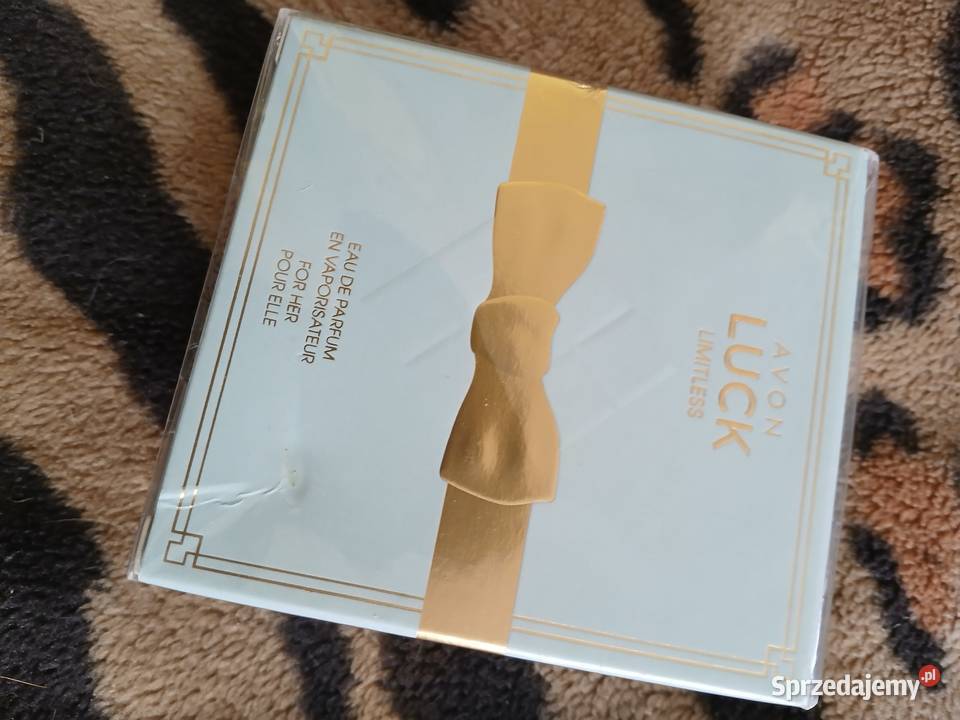 AVON
LUCK
LIMITLESS
EAU DE PARFUM
EN VAPORISATEUR
FOR HER
POUR ELLE
Sprzedajemy.pl